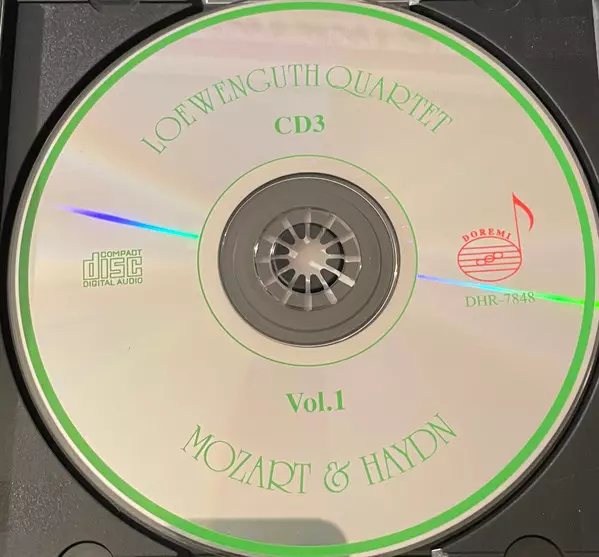 LOEWENGUTH QUARTET
CD3
DOREMI
COMPACT
disc
DIGITAL AUDIO
DHR-7848
Vol.1
MOZART & HAYDN